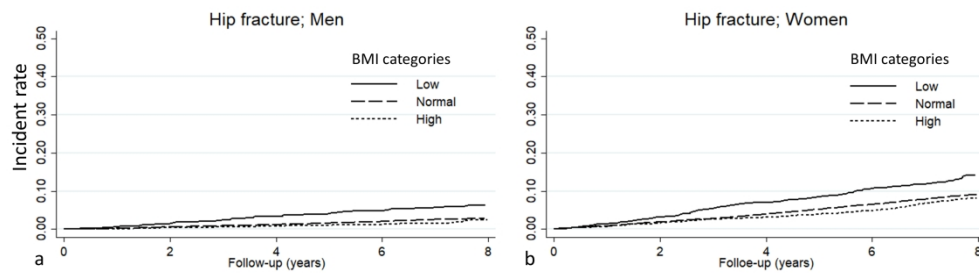 Hip fracture; Men
Incident rate
0.50
0.40
0.30
0.20
0.10
0.00
BMI categories
Low
Normal
High
0 2 4 6 8
Follow-up (years)
a
Hip fracture; Women
0.50
0.40
0.30
0.20
0.10
0.00
BMI categories
Low
Normal
High
0 2 4 6 8
Folloe-up (years)
b